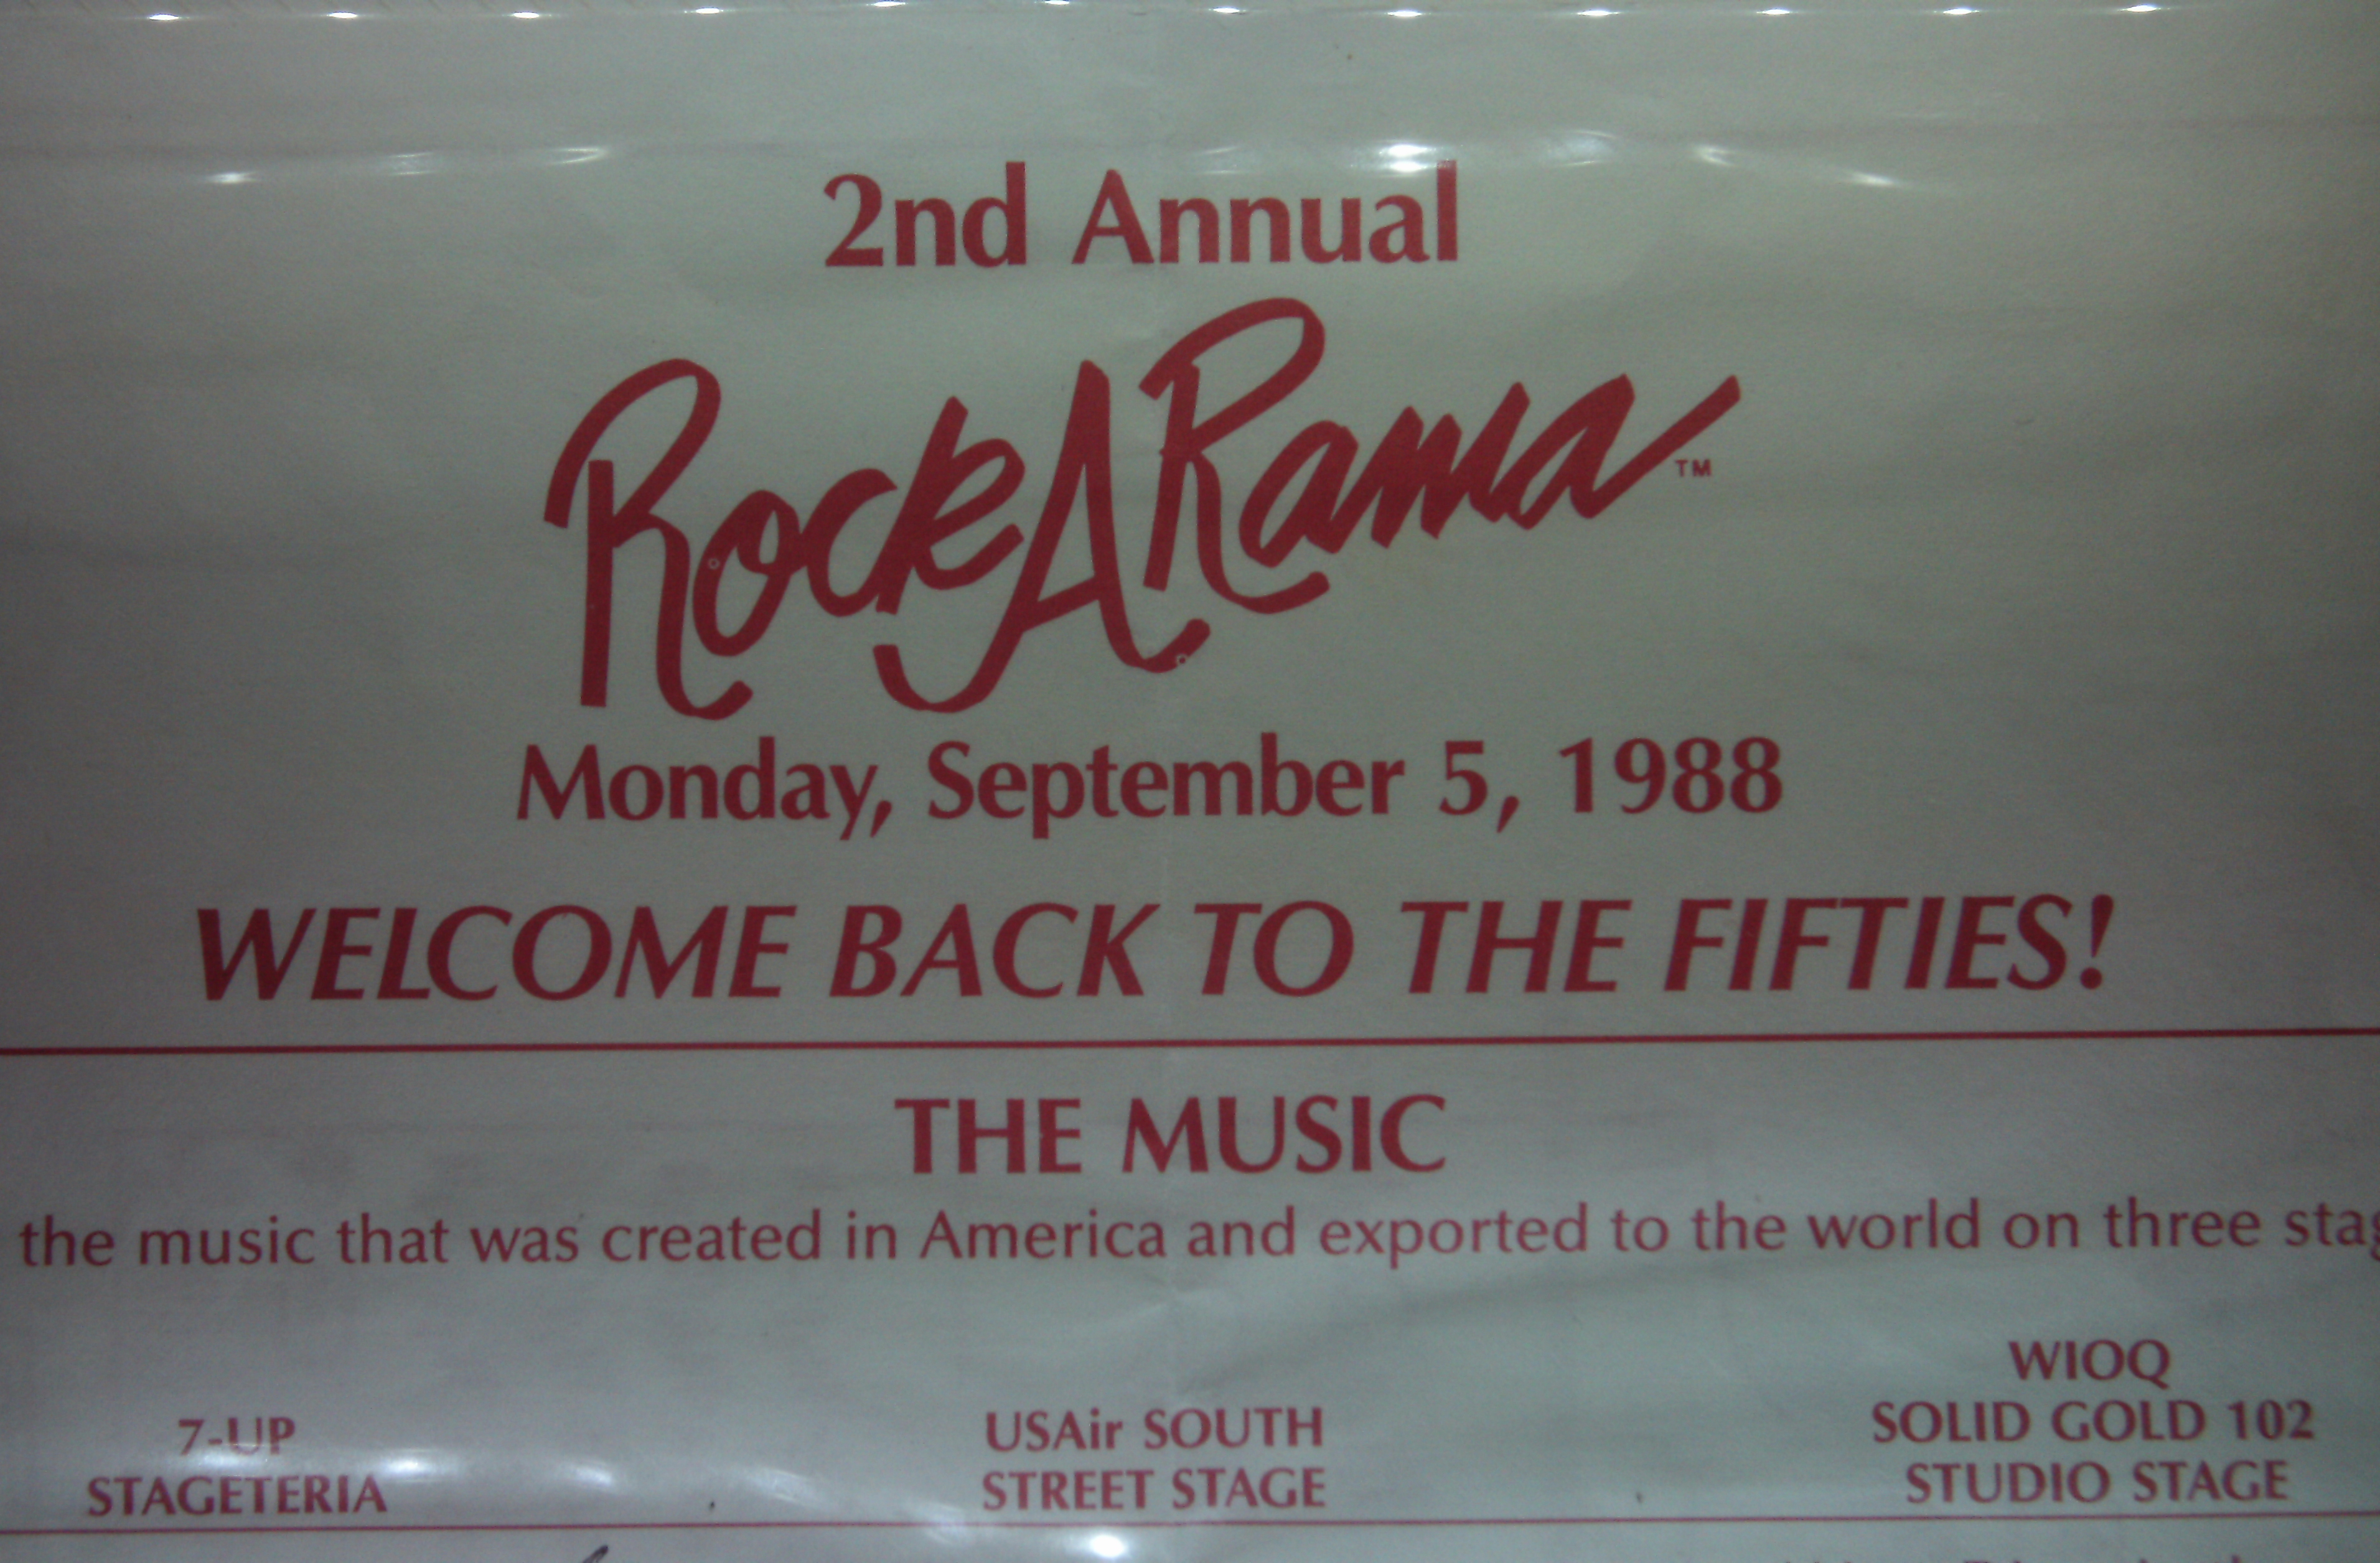 2nd Annual
RockARama™
Monday, September 5, 1988
WELCOME BACK TO THE FIFTIES!
THE MUSIC
the music that was created in America and exported to the world on three
7-UP
STAGETERIA
USAir SOUTH
STREET STAGE
WIOQ
SOLID GOLD 102
STUDIO STAGE